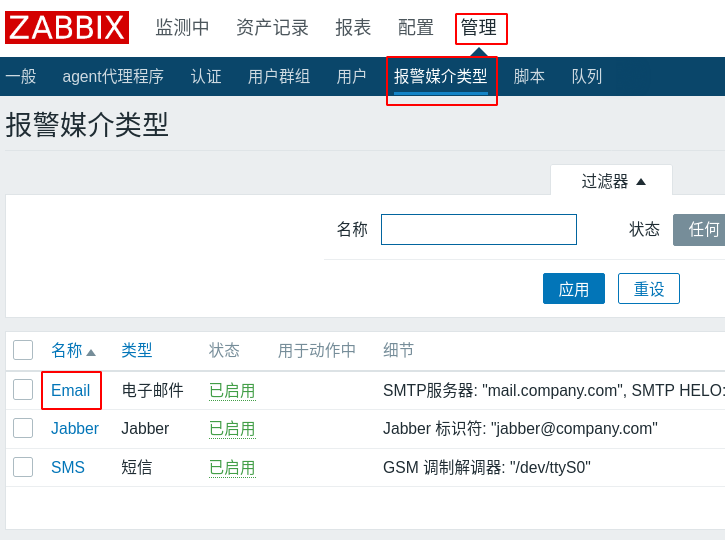 ZABBIX 监测中 资产记录 报表 配置 管理
一般 agent代理程序 认证 用户群组 用户 报警媒介类型 脚本 队列
报警媒介类型
过滤器
名称 状态 任何
应用 重设
名称 类型 状态 用于动作中 细节
Email 电子邮件 已启用 SMTP服务器: "mail.company.com", SMTP HELO:
Jabber Jabber 已启用 Jabber 标识符: "jabber@company.com"
SMS 短信 已启用 GSM 调制解调器: "/dev/ttyS0"